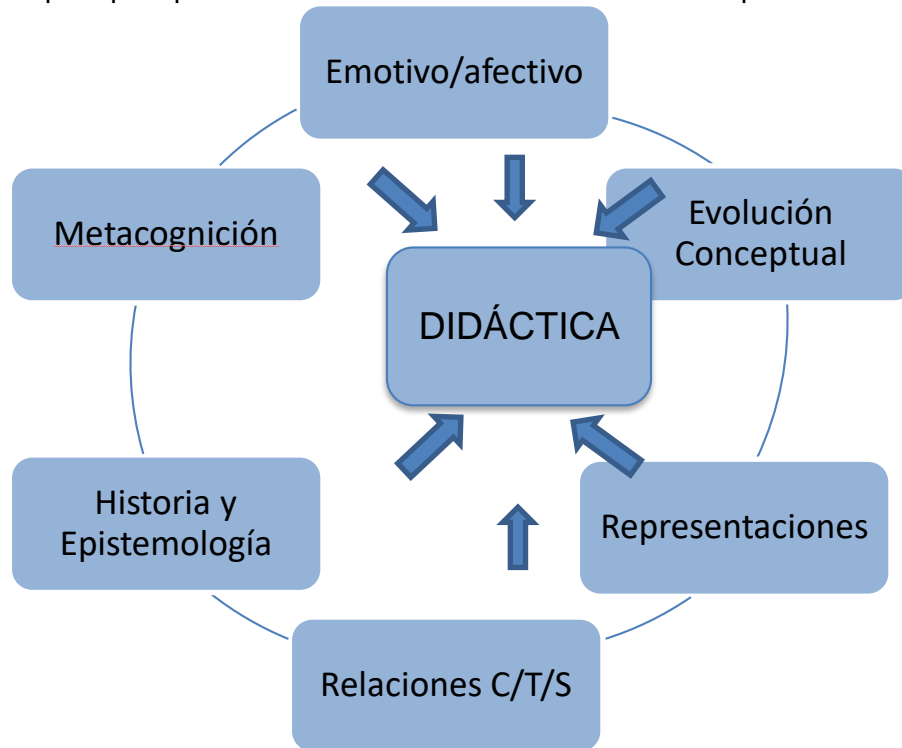 Emotivo/afectivo
Metacognición
Evolución
Conceptual
DIDÁCTICA
Historia y
Epistemología
Representaciones
Relaciones C/T/S